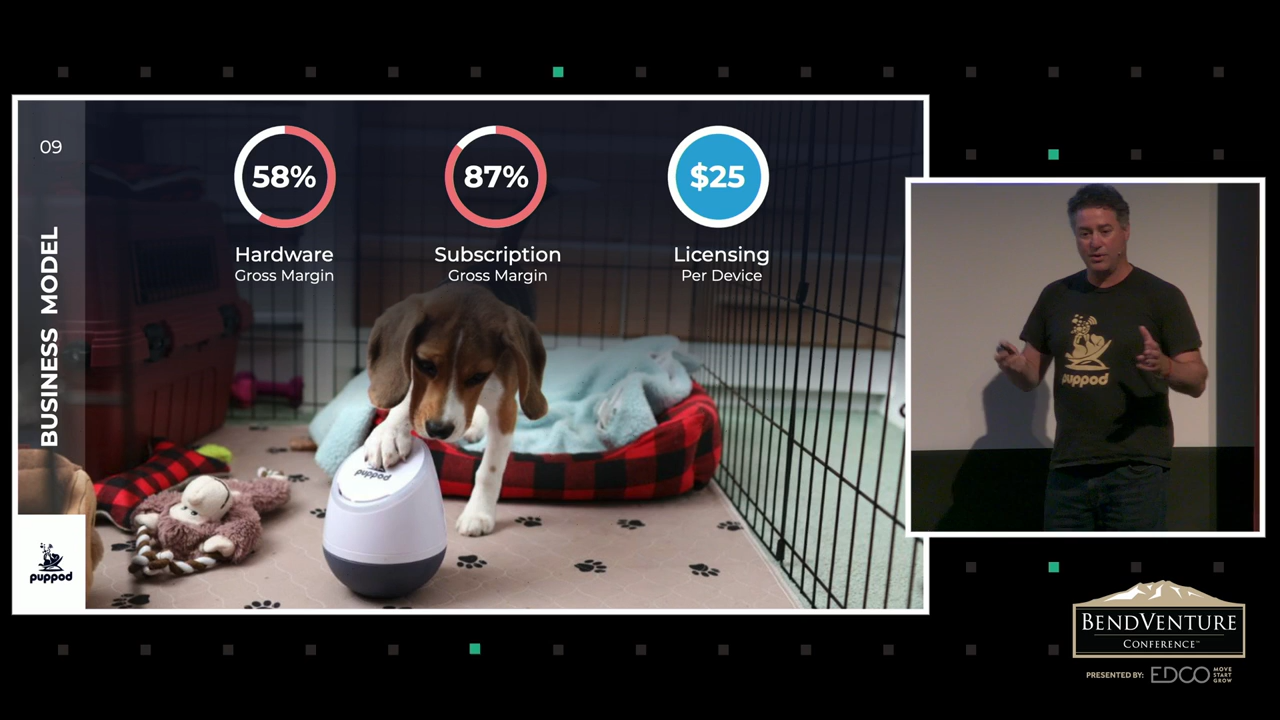 09
BUSINESS MODEL
58%
Hardware
Gross Margin
87%
Subscription
Gross Margin
$25
Licensing
Per Device
puppod
puppod
puppod
BENDVENTURE
CONFERENCE™
PRESENTED BY: EDCO MOVE
START
GROW